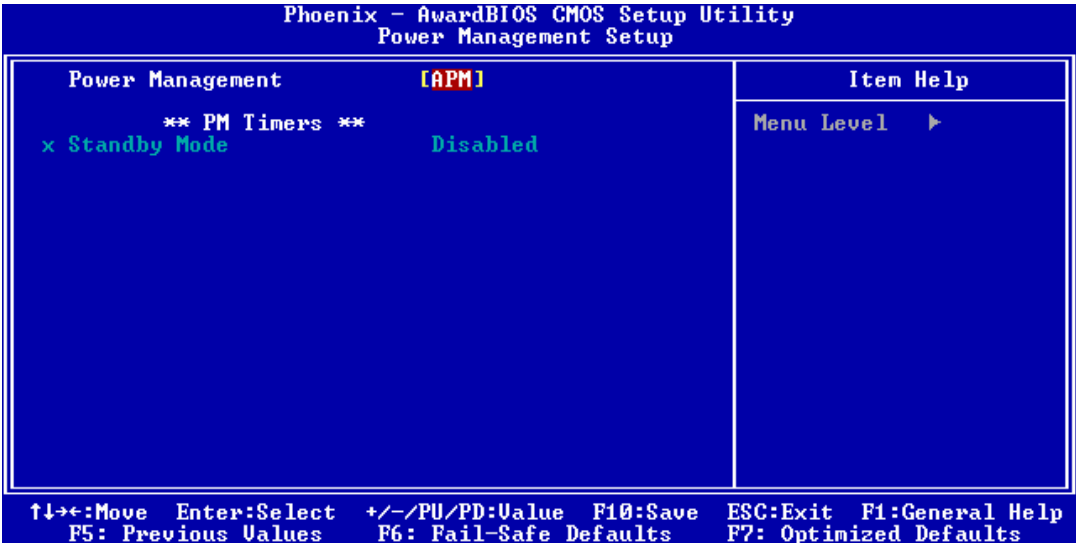 Phoenix - AwardBIOS CMOS Setup Utility
Power Management Setup
Power Management [APM]
Item Help
** PM Timers **
Menu Level ▶
x Standby Mode Disabled
↑↓→←:Move Enter:Select +/-/PU/PD:Value F10:Save ESC:Exit F1:General Help
F5: Previous Values F6: Fail-Safe Defaults F7: Optimized Defaults